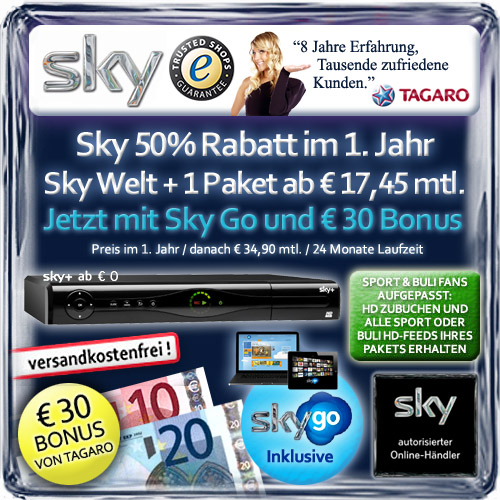 sky
TRUSTED SHOPS
e
GUARANTEE
"8 Jahre Erfahrung,
Tausende zufriedene
Kunden."
TAGARO
Sky 50% Rabatt im 1. Jahr
Sky Welt + 1 Paket ab € 17,45 mtl.
Jetzt mit Sky Go und € 30 Bonus
Preis im 1. Jahr / danach € 34,90 mtl. / 24 Monate Laufzeit
sky+ ab € 0
sky+
SPORT & BULI FANS
AUFGEPASST:
HD ZUBUCHEN UND
ALLE SPORT ODER
BULI HD-FEEDS IHRES
PAKETS ERHALTEN
versandkostenfrei !
€ 30
BONUS
VON TAGARO
10
20
sky go
Inklusive
sky
autorisierter
Online-Händler